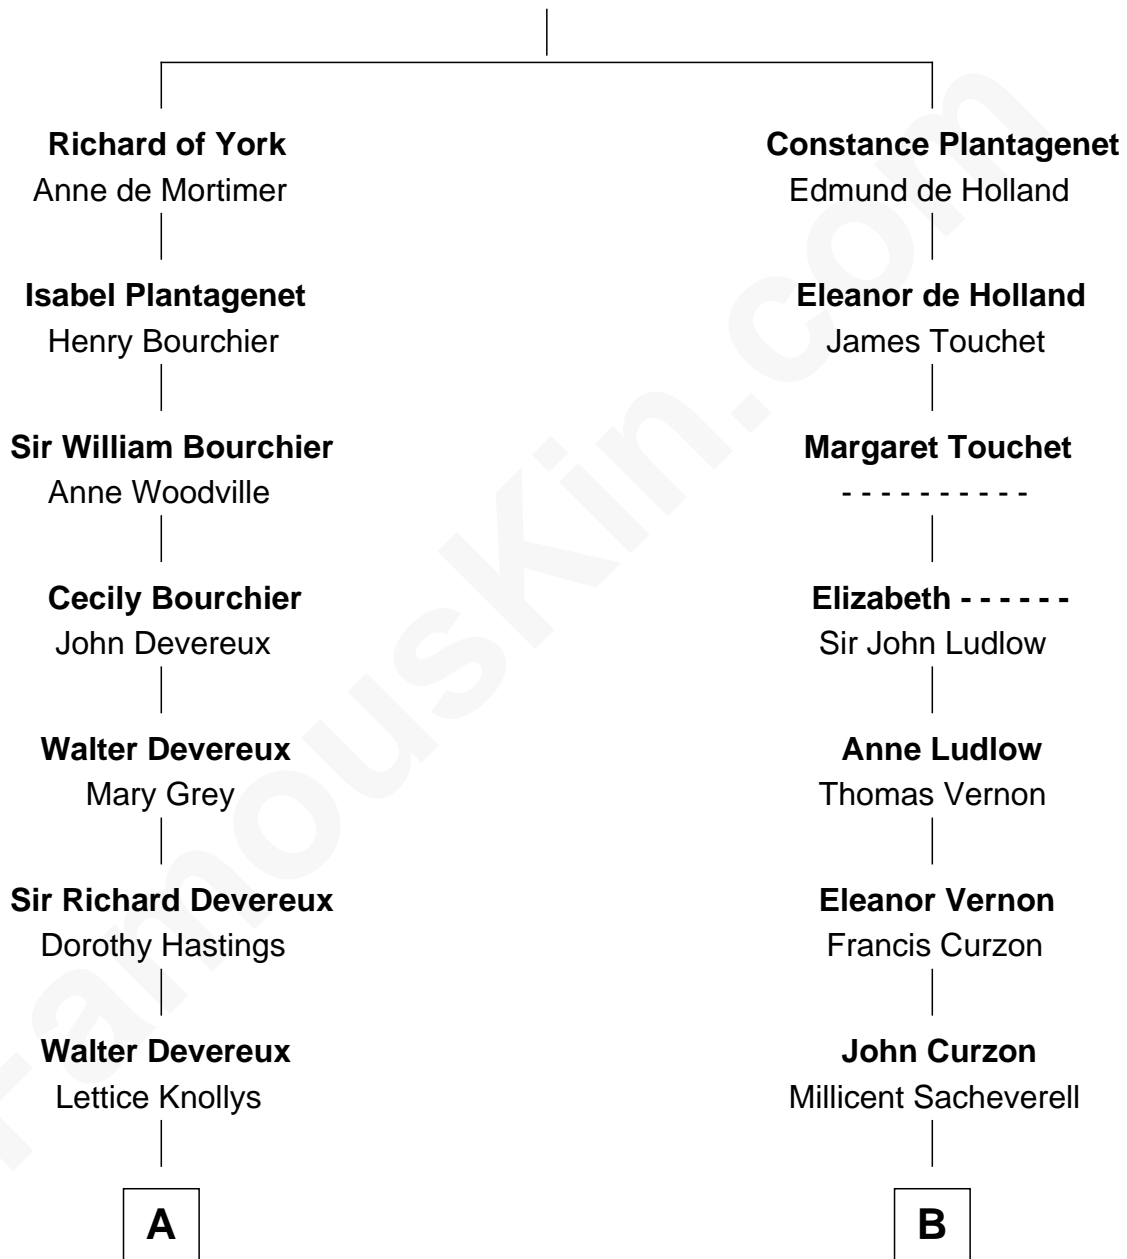 Richard of York
Anne de Mortimer
Isabel Plantagenet
Henry Bourchier
Sir William Bourchier
Anne Woodville
Cecily Bourchier
John Devereux
Walter Devereux
Mary Grey
Sir Richard Devereux
Dorothy Hastings
Walter Devereux
Lettice Knollys
A
Constance Plantagenet
Edmund de Holland
Eleanor de Holland
James Touchet
Margaret Touchet
- - - - - - - - - -
Elizabeth - - - - - -
Sir John Ludlow
Anne Ludlow
Thomas Vernon
Eleanor Vernon
Francis Curzon
John Curzon
Millicent Sacheverell
B
FamousKin.com